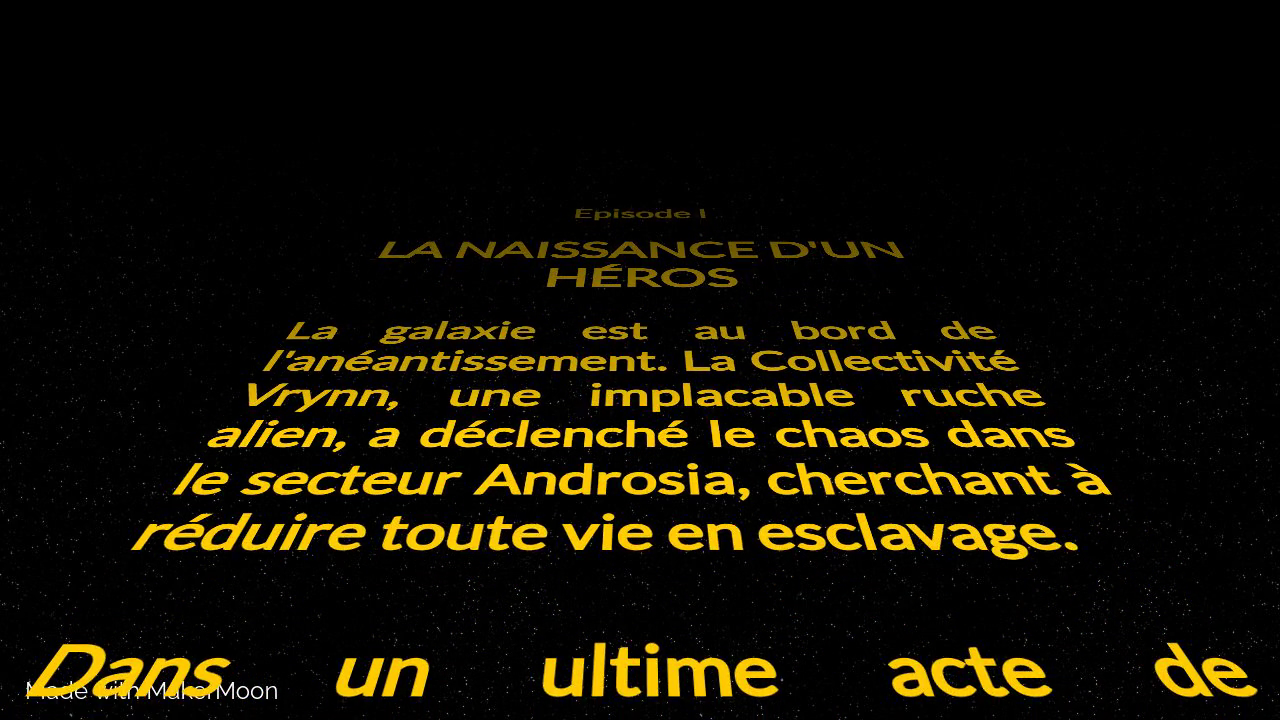 Episode I
LA NAISSANCE D'UN
HÉROS
La galaxie est au bord de
l'anéantissement. La Collectivité
Vrynn, une implacable ruche
alien, a déclenché le chaos dans
le secteur Androsia, cherchant à
réduire toute vie en esclavage.
Dans un ultime acte de
Made with MakerMoon